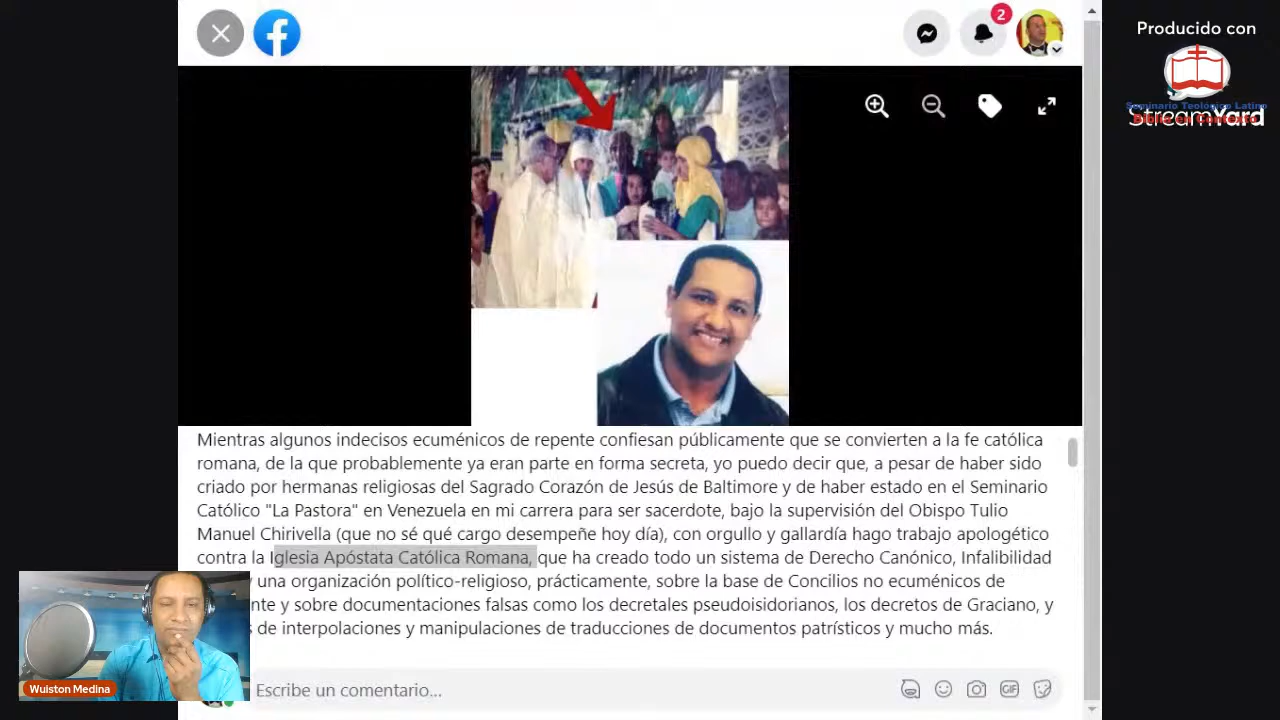 2
Producido con
Seminario Teológico Latino
StreamYard
Mientras algunos indecisos ecuménicos de repente confiesan públicamente que se convierten a la fe católica
romana, de la que probablemente ya eran parte en forma secreta, yo puedo decir que, a pesar de haber sido
criado por hermanas religiosas del Sagrado Corazón de Jesús de Baltimore y de haber estado en el Seminario
Católico "La Pastora" en Venezuela en mi carrera para ser sacerdote, bajo la supervisión del Obispo Tulio
Manuel Chirivella (que no sé qué cargo desempeñe hoy día), con orgullo y gallardía hago trabajo apologético
contra la Iglesia Apóstata Católica Romana, que ha creado todo un sistema de Derecho Canónico, Infalibilidad
y una organización político-religioso, prácticamente, sobre la base de Concilios no ecuménicos de
nte y sobre documentaciones falsas como los decretales pseudoisidorianos, los decretos de Graciano, y
s de interpolaciones y manipulaciones de traducciones de documentos patrísticos y mucho más.
Wuiston Medina
Escribe un comentario...
GIF